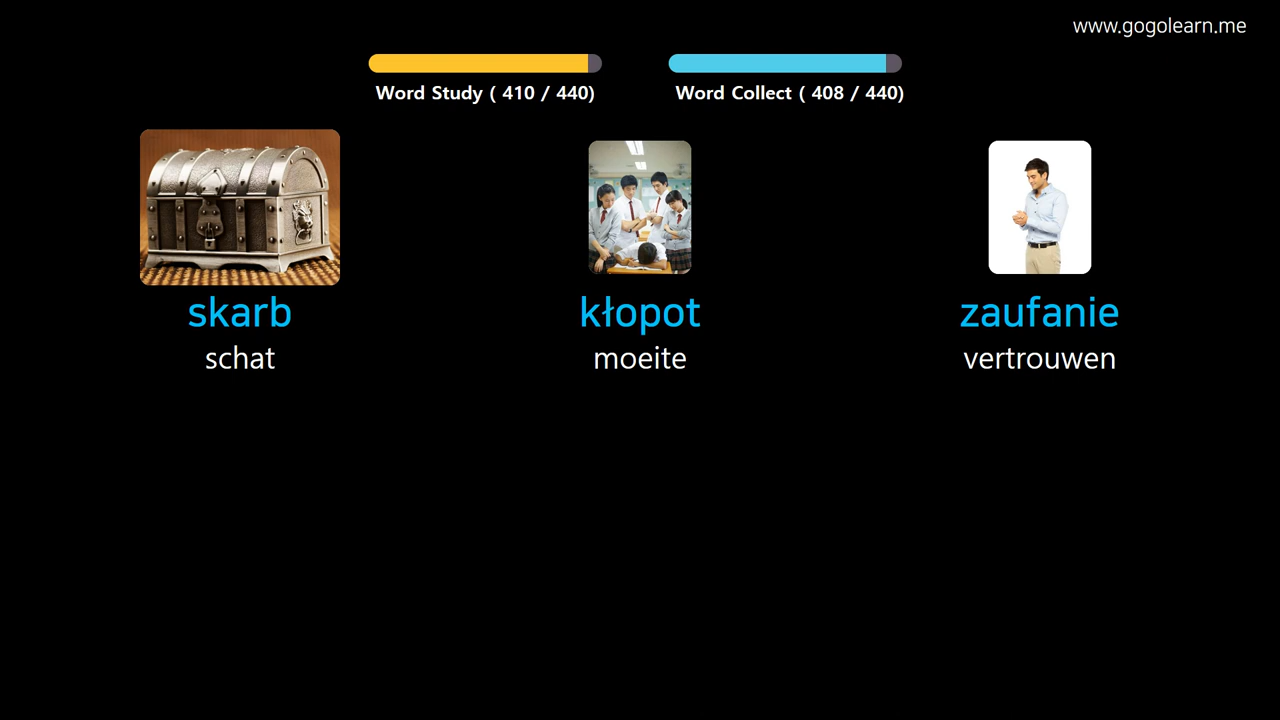 www.gogolearn.me
Word Study ( 410 / 440)
Word Collect ( 408 / 440)
skarb
schat
kłopot
moeite
zaufanie
vertrouwen